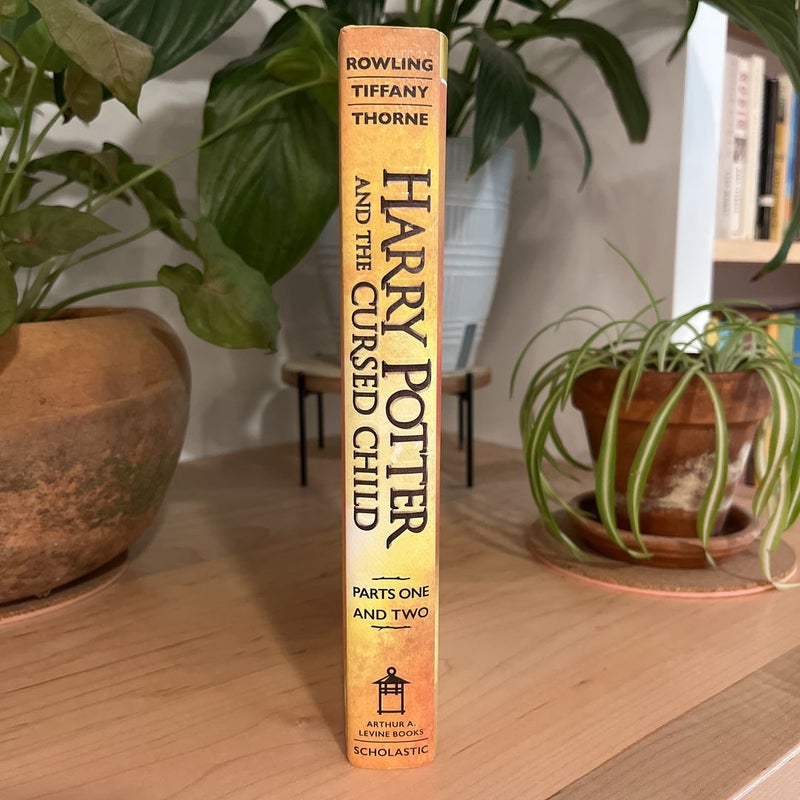 ROWLING
TIFFANY
THORNE
HARRY POTTER
AND THE CURSED CHILD
PARTS ONE
AND TWO
ARTHUR A.
LEVINE BOOKS
SCHOLASTIC